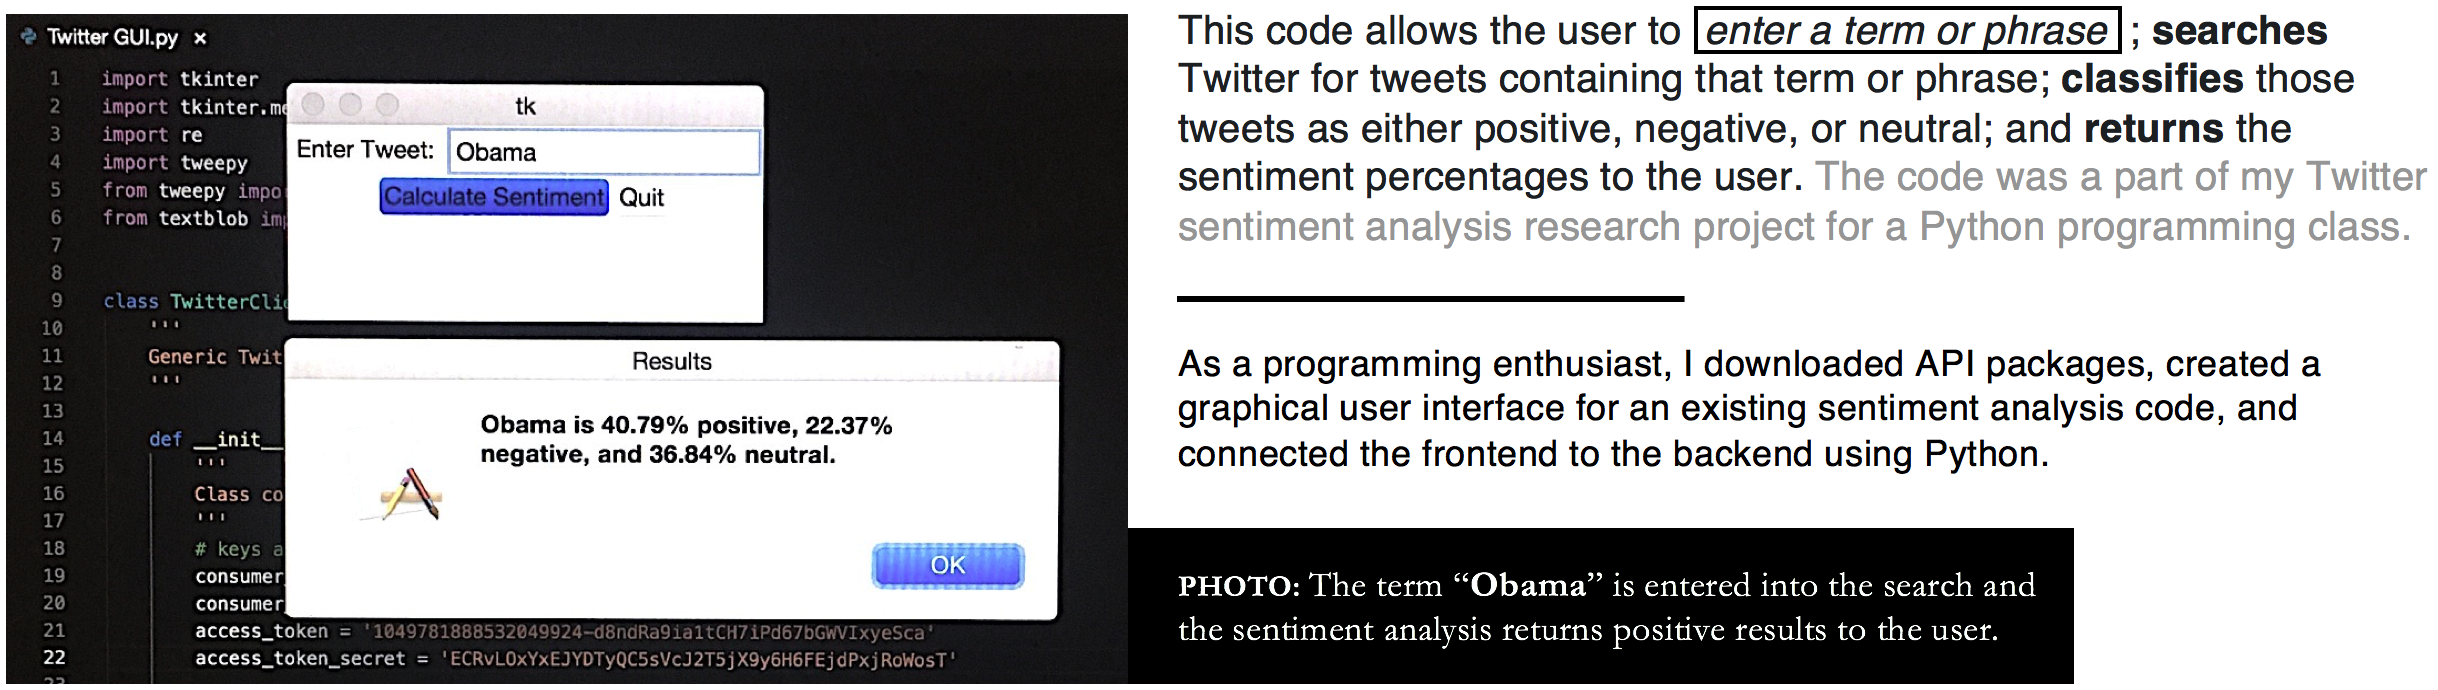 Twitter GUI.py ×
1 import tkinter
2 import tkinter.me
3 import re
4 import tweepy
5 from tweepy impo
6 from textblob im
7
8
9 class TwitterCli
10 '''
11 Generic Twit
12 '''
13
14 def __init__
15 '''
16 Class co
17 '''
18 # keys a
19 consumer
20 consumer
21 access_token = '1049781888532049924-d8ndRa9ia1tCH7iPd67bGWVIxyeSca'
22 access_token_secret = 'ECRvLOxYxEJYDTyQC5sVcJ2T5jX9y6H6FEjdPxjRoWosT'
23
tk
Enter Tweet: Obama
Calculate Sentiment Quit
Results
Obama is 40.79% positive, 22.37%
negative, and 36.84% neutral.
OK
This code allows the user to enter a term or phrase ; searches
Twitter for tweets containing that term or phrase; classifies those
tweets as either positive, negative, or neutral; and returns the
sentiment percentages to the user. The code was a part of my Twitter
sentiment analysis research project for a Python programming class.
As a programming enthusiast, I downloaded API packages, created a
graphical user interface for an existing sentiment analysis code, and
connected the frontend to the backend using Python.
PHOTO: The term “Obama” is entered into the search and
the sentiment analysis returns positive results to the user.